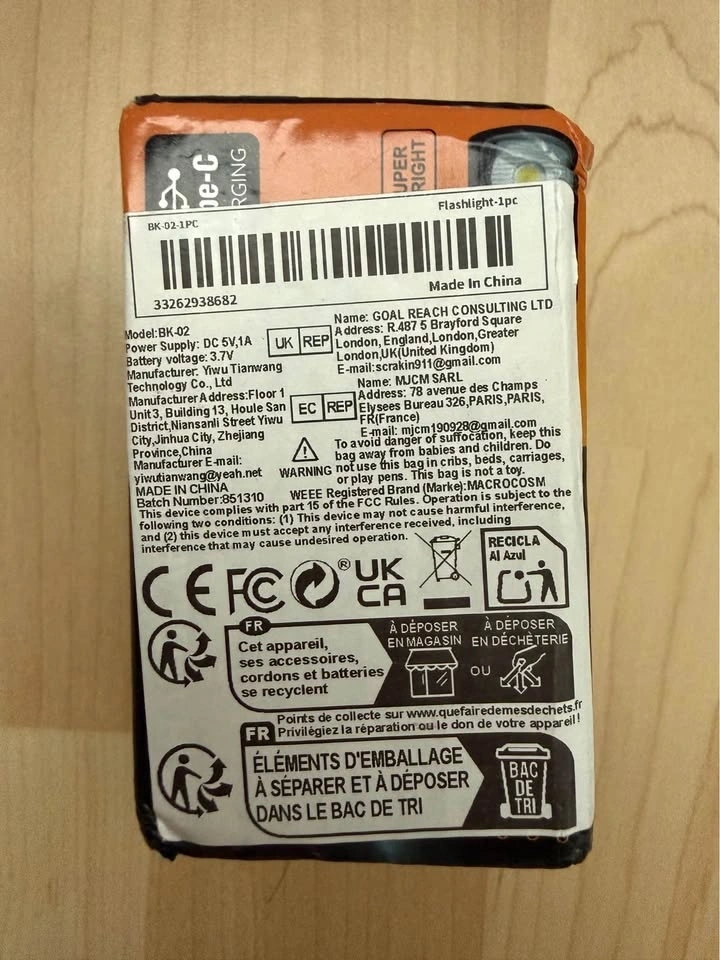 pe-C
RGING
UPER
RIGHT
BK-02-1PC
Flashlight-1pc
33262938682
Made In China
Model:BK-02
Power Supply: DC 5V,1A
Battery voltage: 3.7V
Manufacturer: Yiwu Tianwang
Technology Co., Ltd
Manufacturer Address:Floor 1
Unit3, Building 13, Houle San
District,Niansanli Street Yiwu
City,Jinhua City, Zhejiang
Province,China
Manufacturer E-mail:
yiwutianwang@yeah.net
MADE IN CHINA
Batch Number:851310
UK REP
Name: GOAL REACH CONSULTING LTD
Address: R.487 5 Brayford Square
London, England,London,Greater
London,UK(United Kingdom)
E-mail:scrakin911@gmail.com
EC REP
Name: MJCM SARL
Address: 78 avenue des Champs
Elysees Bureau 326,PARIS,PARIS,
FR(France)
E-mail: mjcm190928@gmail.com
WARNING
To avoid danger of suffocation, keep this
bag away from babies and children. Do
not use this bag in cribs, beds, carriages,
or play pens. This bag is not a toy.
WEEE Registered Brand (Marke):MACROCOSM
This device complies with part 15 of the FCC Rules. Operation is subject to the
following two conditions: (1) This device may not cause harmful interference,
and (2) this device must accept any interference received, including
interference that may cause undesired operation.
CE FC ® UK
CA
RECICLA
Al Azul
FR
Cet appareil,
ses accessoires,
cordons et batteries
se recyclent
À DÉPOSER
EN MAGASIN
OU
À DÉPOSER
EN DÉCHÈTERIE
Points de collecte sur www.quefairedemesdechets.fr
Privilégiez la réparation ou le don de votre appareil!
FR
ÉLÉMENTS D'EMBALLAGE
À SÉPARER ET À DÉPOSER
DANS LE BAC DE TRI
BAC
DE
TRI